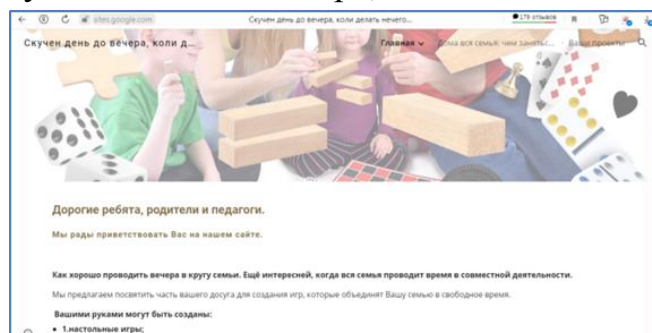 sites.google.com
Скучен день до вечера, коли делать нечего...
179 отзывов
Скучен день до вечера, коли д...
Главная
Дома вся семья, чем занятьс...
Ваши проекты
Дорогие ребята, родители и педагоги.
Мы рады приветствовать Вас на нашем сайте.
Как хорошо проводить вечера в кругу семьи. Ещё интересней, когда вся семья проводит время в совместной деятельности.
Мы предлагаем посвятить часть вашего досуга для создания игр, которые объединят Вашу семью в свободное время.
Вашими руками могут быть созданы:
1.настольные игры;